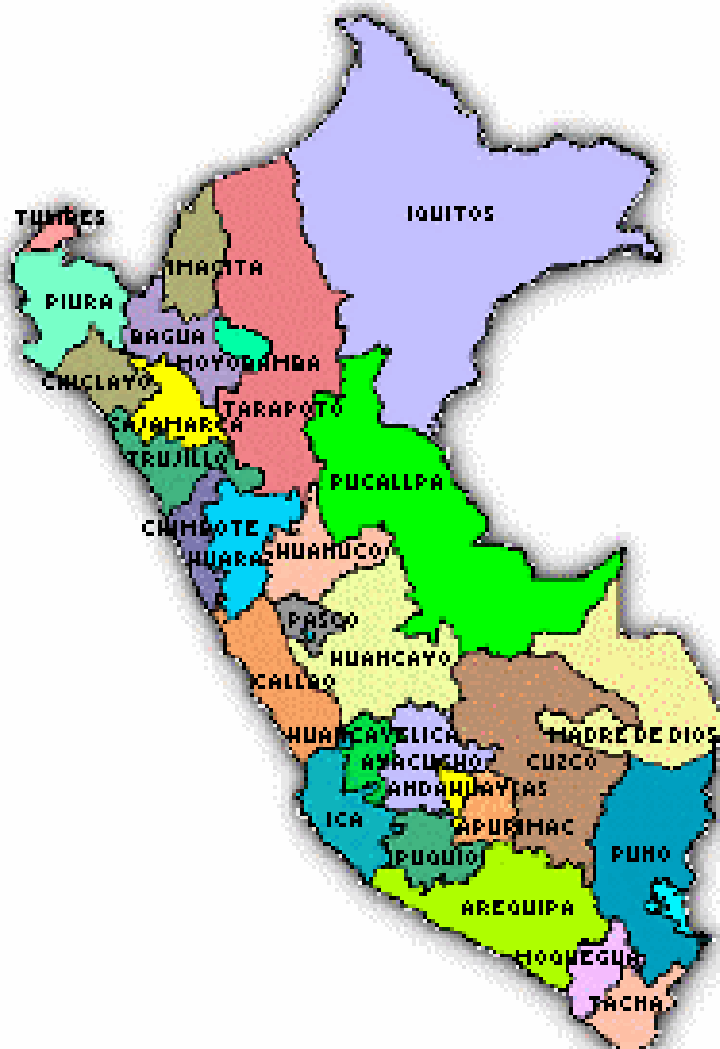 IQUITOS
TUMBES
IMACITA
PIURA
BAGUA
MOYOBAMBA
CHICLAYO
TARAPOTO
CAJAMARCA
TRUJILLO
PUCALLPA
CHIMBOTE
HUARAZ
HUANUCO
PASCO
HUANCAYO
CALLAO
HUANCAVELICA
MADRE DE DIOS
AYACUCHO
CUZCO
ANDAHUAYLAS
ICA
APURIMAC
PUQUIO
PUNO
AREQUIPA
MOQUEGUA
TACNA